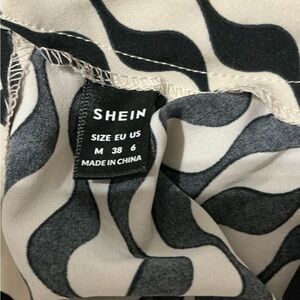 SHEIN
SIZE EU US
M 38 6
MADE IN CHINA